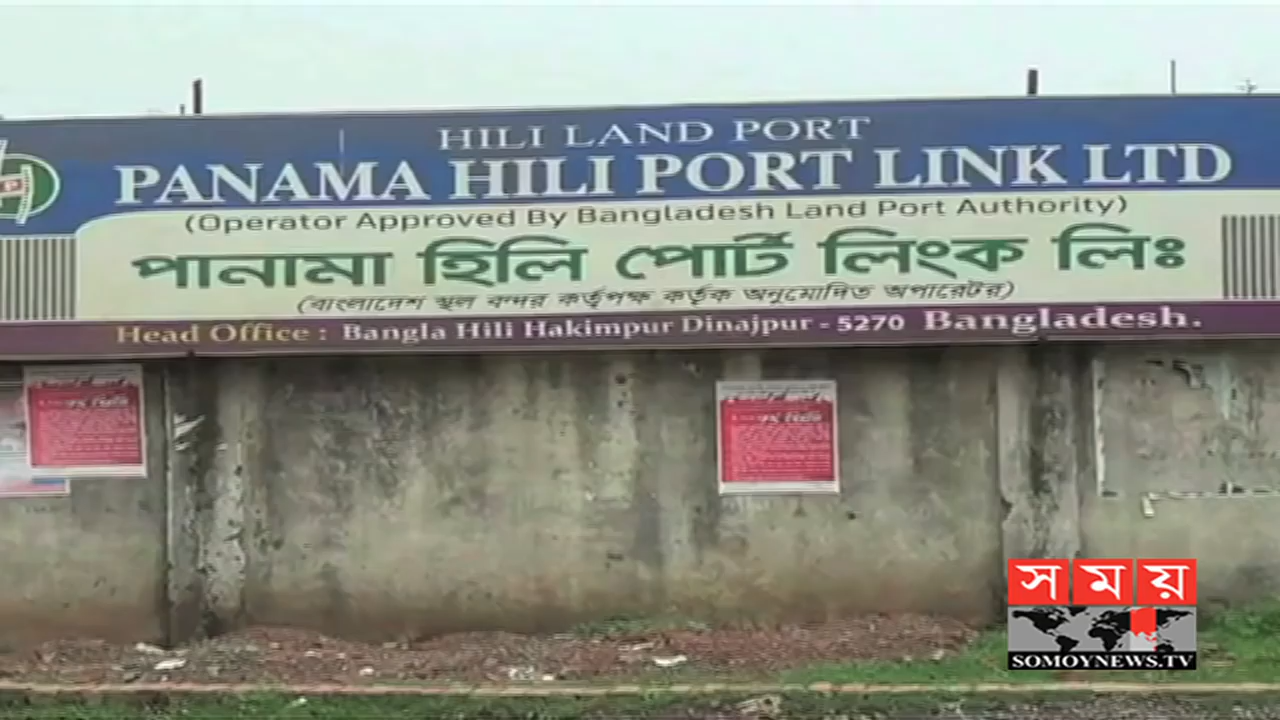 HILI LAND PORT
PANAMA HILI PORT LINK LTD
(Operator Approved By Bangladesh Land Port Authority)
পানামা হিলি পোর্ট লিংক লিঃ
(বাংলাদেশ স্থল বন্দর কর্তৃপক্ষ কর্তৃক অনুমোদিত অপারেটর)
Head Office : Bangla Hili Hakimpur Dinajpur - 5270 Bangladesh.
সময়
SOMOYNEWS.TV